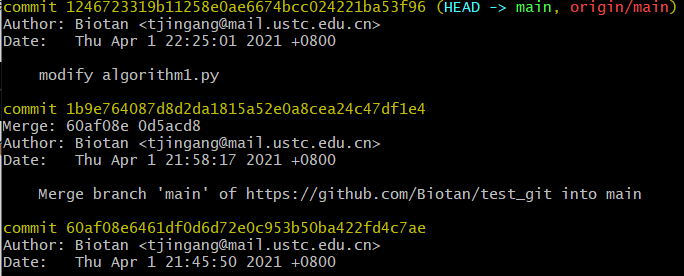 commit 1246723319b11258e0ae6674bcc024221ba53f96 (HEAD -> main, origin/main)
Author: Biotan <tjingang@mail.ustc.edu.cn>
Date:   Thu Apr 1 22:25:01 2021 +0800
modify algorithm1.py
commit 1b9e764087d8d2da1815a52e0a8cea24c47df1e4
Merge: 60af08e 0d5acd8
Author: Biotan <tjingang@mail.ustc.edu.cn>
Date:   Thu Apr 1 21:58:17 2021 +0800
Merge branch 'main' of https://github.com/Biotan/test_git into main
commit 60af08e6461df0d6d72e0c953b50ba422fd4c7ae
Author: Biotan <tjingang@mail.ustc.edu.cn>
Date:   Thu Apr 1 21:45:50 2021 +0800